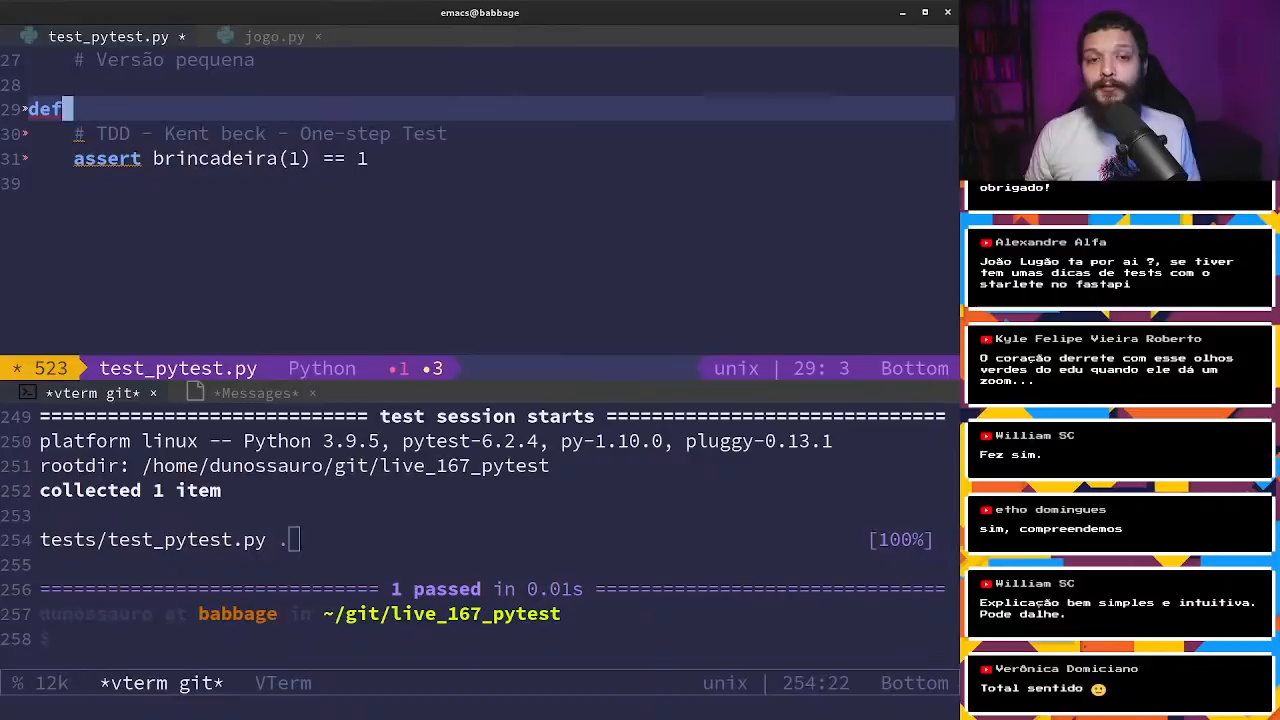 emacs@babbage
test_pytest.py * jogo.py ×
27 # Versão pequena
28
29 def
30 # TDD - Kent beck - One-step Test
31 assert brincadeira(1) == 1
39
* 523 test_pytest.py Python •1 •3 unix | 29: 3 Bottom
*vterm git* × *Messages* ×
249 ============================= test session starts =============================
250 platform linux -- Python 3.9.5, pytest-6.2.4, py-1.10.0, pluggy-0.13.1
251 rootdir: /home/dunossauro/git/live_167_pytest
252 collected 1 item
253
254 tests/test_pytest.py . [100%]
255
256 ============================== 1 passed in 0.01s ===============================
257 dunossauro at babbage in ~/git/live_167_pytest
258 $
% 12k *vterm git* VTerm unix | 254:22 Bottom
obrigado!
Alexandre Alfa
João Lugão ta por ai ?, se tiver
tem umas dicas de tests com o
starlete no fastapi
Kyle Felipe Vieira Roberto
O coração derrete com esse olhos
verdes do edu quando ele dá um
zoom...
William SC
Fez sim.
etho domingues
sim, compreendemos
William SC
Explicação bem simples e intuitiva.
Pode dalhe.
Verônica Domiciano
Total sentido 🙂